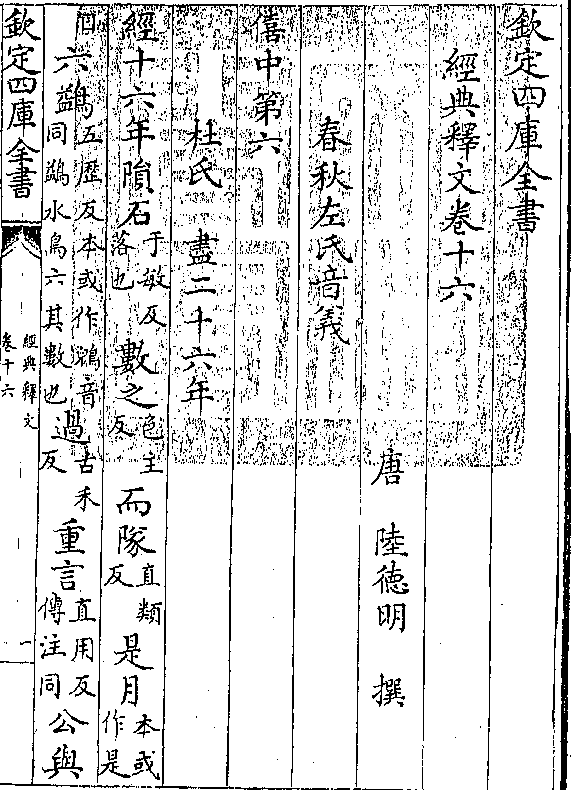 欽定四庫全書
經典釋文卷十六
唐 陸德明 撰
春秋左氏音義
僖中第六
杜氏 盡二十六年
經十六年隕石于敏反落也數之色主反而隊直類反是月本或作是
日六鷁五歷反本或作鶂音同鷁水鳥六其數也過古禾反重言直用反傳注同公與
欽定四庫全書 經典釋文 卷十六 一